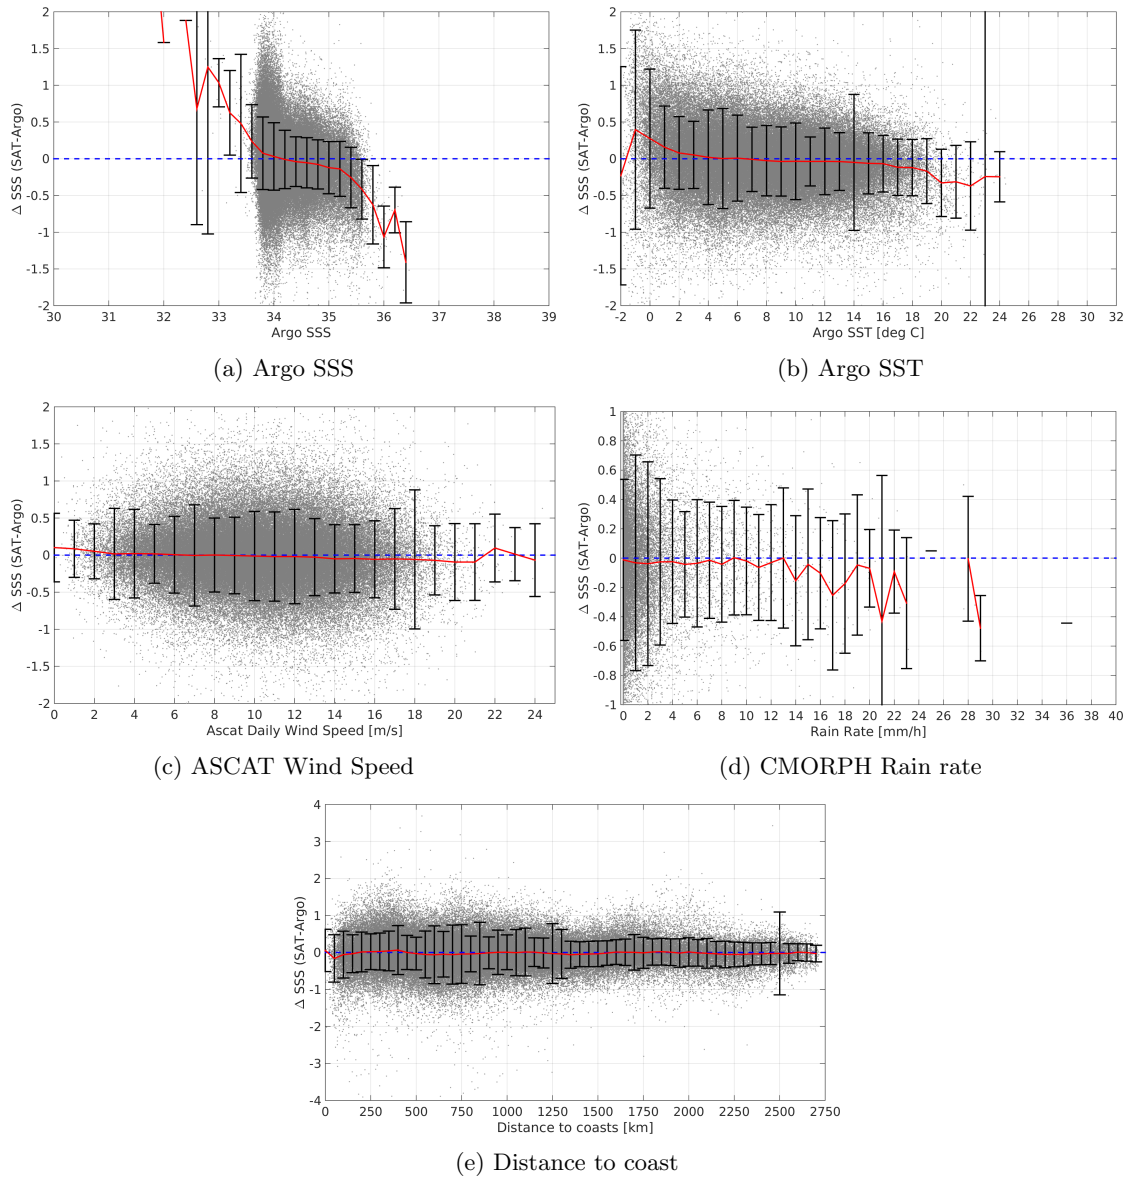 2
1.5
1
0.5
0
-0.5
-1
-1.5
-2
Δ SSS (SAT-Argo)
30 31 32 33 34 35 36 37 38 39
Argo SSS
(a) Argo SSS
2
1.5
1
0.5
0
-0.5
-1
-1.5
-2
Δ SSS (SAT-Argo)
-2 0 2 4 6 8 10 12 14 16 18 20 22 24 26 28 30 32
Argo SST [deg C]
(b) Argo SST
2
1.5
1
0.5
0
-0.5
-1
-1.5
-2
Δ SSS (SAT-Argo)
0 2 4 6 8 10 12 14 16 18 20 22 24
Ascat Daily Wind Speed [m/s]
(c) ASCAT Wind Speed
1
0.8
0.6
0.4
0.2
0
-0.2
-0.4
-0.6
-0.8
-1
Δ SSS (SAT-Argo)
0 2 4 6 8 10 12 14 16 18 20 22 24 26 28 30 32 34 36 38 40
Rain Rate [mm/h]
(d) CMORPH Rain rate
4
3
2
1
0
-1
-2
-3
-4
Δ SSS (SAT-Argo)
0 250 500 750 1000 1250 1500 1750 2000 2250 2500 2750
Distance to coasts [km]
(e) Distance to coast